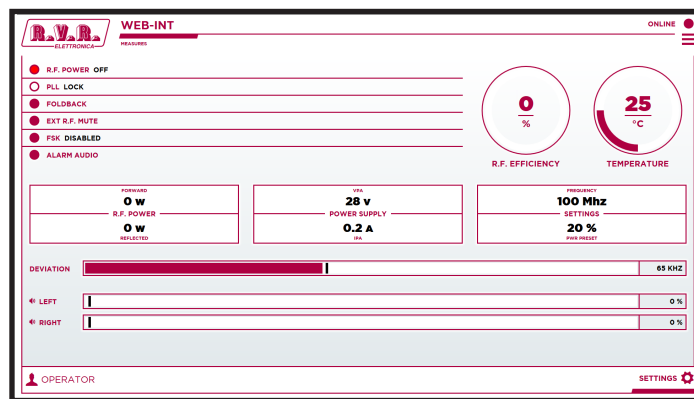 R.V.R.
ELETTRONICA
WEB-INT
MEASURES
ONLINE
R.F. POWER OFF
PLL LOCK
FOLDBACK
EXT R.F. MUTE
FSK DISABLED
ALARM AUDIO
0
%
R.F. EFFICIENCY
25
°C
TEMPERATURE
FORWARD
0 W
R.F. POWER
0 W
REFLECTED
VPA
28 V
POWER SUPPLY
0.2 A
IPA
FREQUENCY
100 Mhz
SETTINGS
20 %
PWR PRESET
DEVIATION 65 KHZ
LEFT 0 %
RIGHT 0 %
OPERATOR
SETTINGS